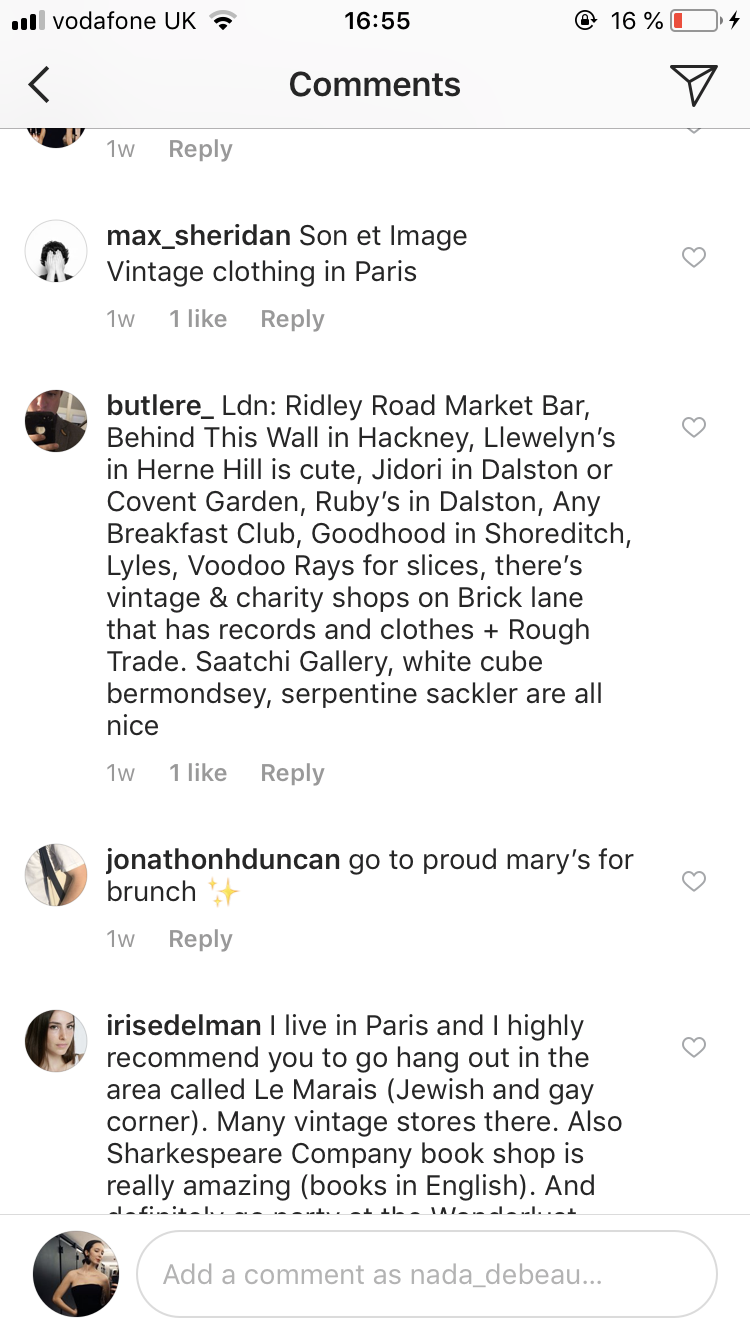 vodafone UK 16:55 16 %
Comments
1w Reply
max_sheridan Son et Image
Vintage clothing in Paris
1w 1 like Reply
butlere_ Ldn: Ridley Road Market Bar,
Behind This Wall in Hackney, Llewelyn's
in Herne Hill is cute, Jidori in Dalston or
Covent Garden, Ruby's in Dalston, Any
Breakfast Club, Goodhood in Shoreditch,
Lyles, Voodoo Rays for slices, there's
vintage & charity shops on Brick lane
that has records and clothes + Rough
Trade. Saatchi Gallery, white cube
bermondsey, serpentine sackler are all
nice
1w 1 like Reply
jonathonhduncan go to proud mary's for
brunch ✨
1w Reply
irisedelman I live in Paris and I highly
recommend you to go hang out in the
area called Le Marais (Jewish and gay
corner). Many vintage stores there. Also
Sharkespeare Company book shop is
really amazing (books in English). And
definitely go party at the Wanderlust
Add a comment as nada_debeau...